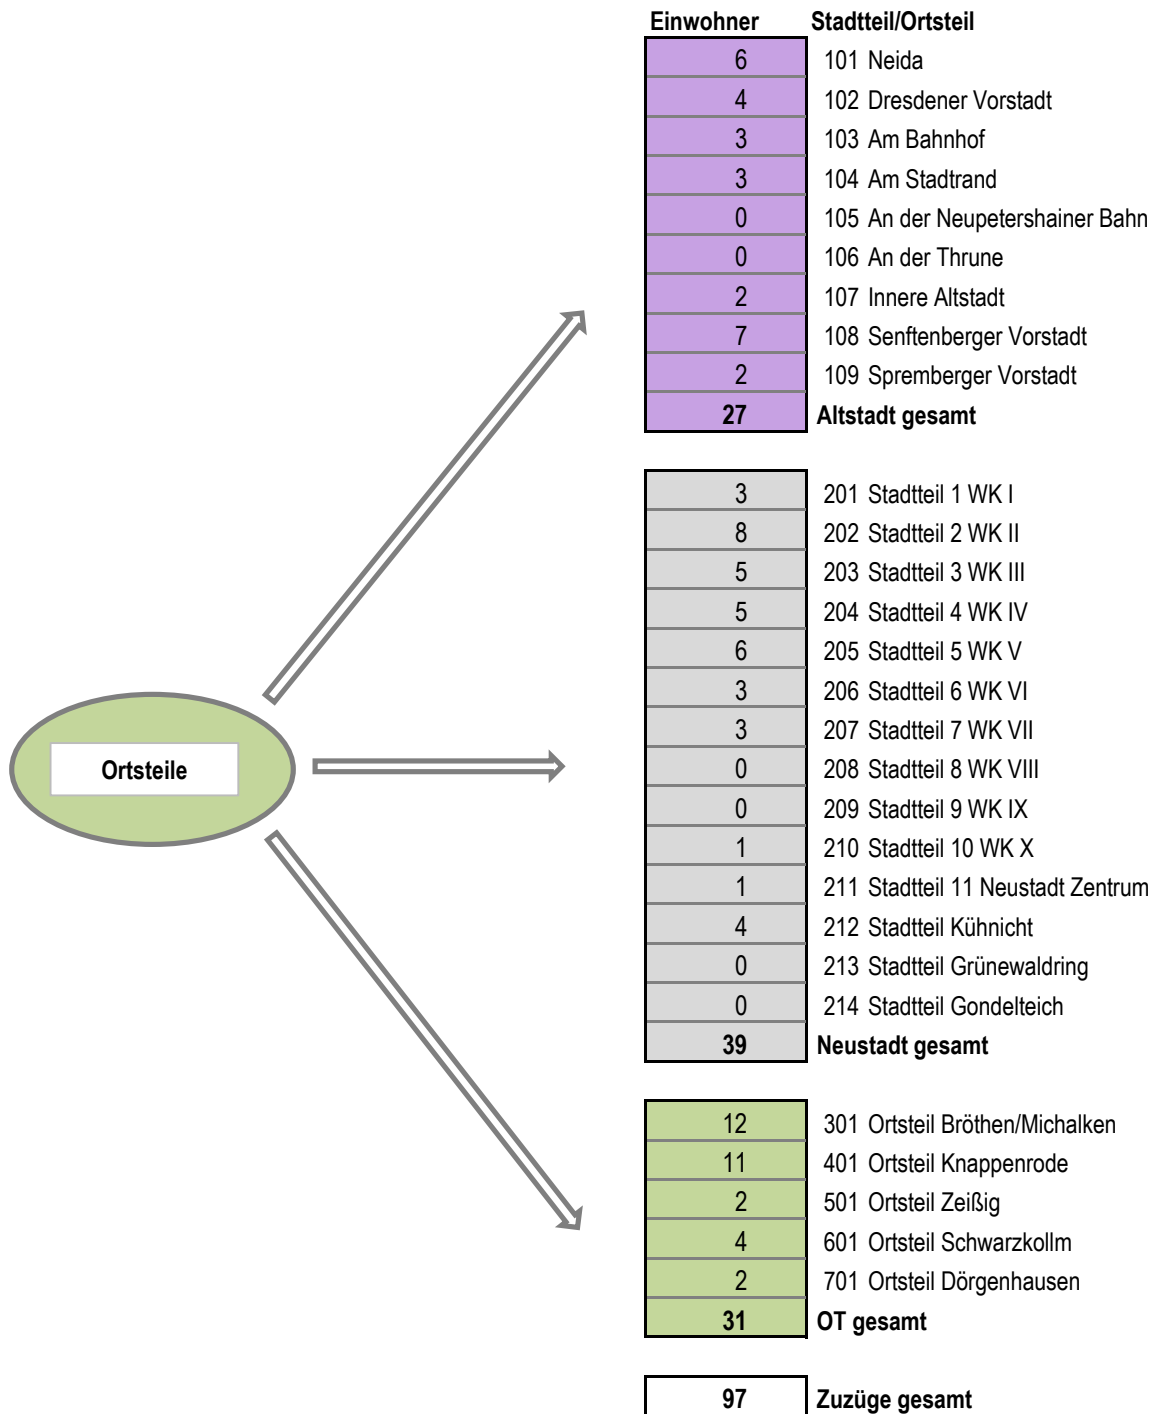 Einwohner Stadtteil/Ortsteil
6 101 Neida
4 102 Dresdener Vorstadt
3 103 Am Bahnhof
3 104 Am Stadtrand
0 105 An der Neupetershainer Bahn
0 106 An der Thrune
2 107 Innere Altstadt
7 108 Senftenberger Vorstadt
2 109 Spremberger Vorstadt
27 Altstadt gesamt
3 201 Stadtteil 1 WK I
8 202 Stadtteil 2 WK II
5 203 Stadtteil 3 WK III
5 204 Stadtteil 4 WK IV
6 205 Stadtteil 5 WK V
3 206 Stadtteil 6 WK VI
3 207 Stadtteil 7 WK VII
Ortsteile
0 208 Stadtteil 8 WK VIII
0 209 Stadtteil 9 WK IX
1 210 Stadtteil 10 WK X
1 211 Stadtteil 11 Neustadt Zentrum
4 212 Stadtteil Kühnicht
0 213 Stadtteil Grünewaldring
0 214 Stadtteil Gondelteich
39 Neustadt gesamt
12 301 Ortsteil Bröthen/Michalken
11 401 Ortsteil Knappenrode
2 501 Ortsteil Zeißig
4 601 Ortsteil Schwarzkollm
2 701 Ortsteil Dörgenhausen
31 OT gesamt
97 Zuzüge gesamt